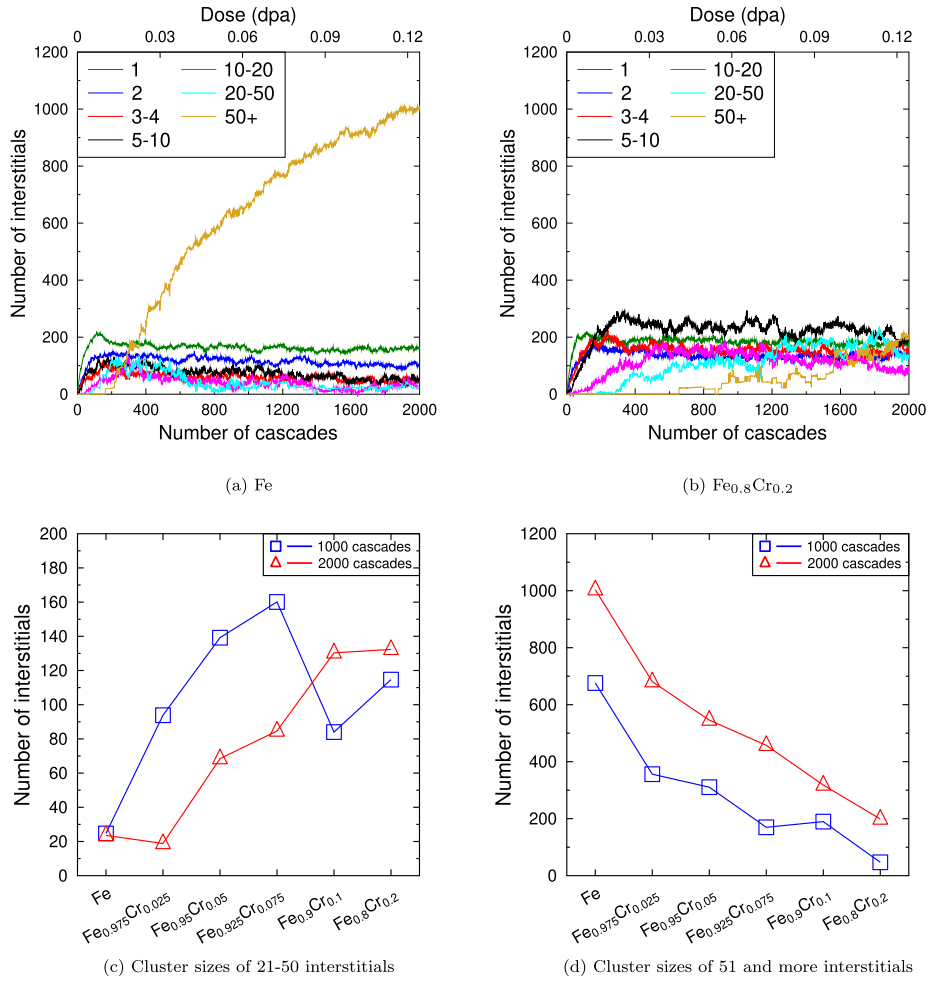 Dose (dpa)
0 0.03 0.06 0.09 0.12
1200
1000
800
600
400
200
0
Number of interstitials
1 10-20
2 20-50
3-4 50+
5-10
0 400 800 1200 1600 2000
Number of cascades
(a) Fe
Dose (dpa)
0 0.03 0.06 0.09 0.12
1200
1000
800
600
400
200
0
Number of interstitials
1 10-20
2 20-50
3-4 50+
5-10
0 400 800 1200 1600 2000
Number of cascades
(b) Fe0.8Cr0.2
200
180
160
140
120
100
80
60
40
20
0
Number of interstitials
1000 cascades
2000 cascades
Fe
Fe0.975Cr0.025
Fe0.95Cr0.05
Fe0.925Cr0.075
Fe0.9Cr0.1
Fe0.8Cr0.2
(c) Cluster sizes of 21-50 interstitials
1200
1000
800
600
400
200
0
Number of interstitials
1000 cascades
2000 cascades
Fe
Fe0.975Cr0.025
Fe0.95Cr0.05
Fe0.925Cr0.075
Fe0.9Cr0.1
Fe0.8Cr0.2
(d) Cluster sizes of 51 and more interstitials